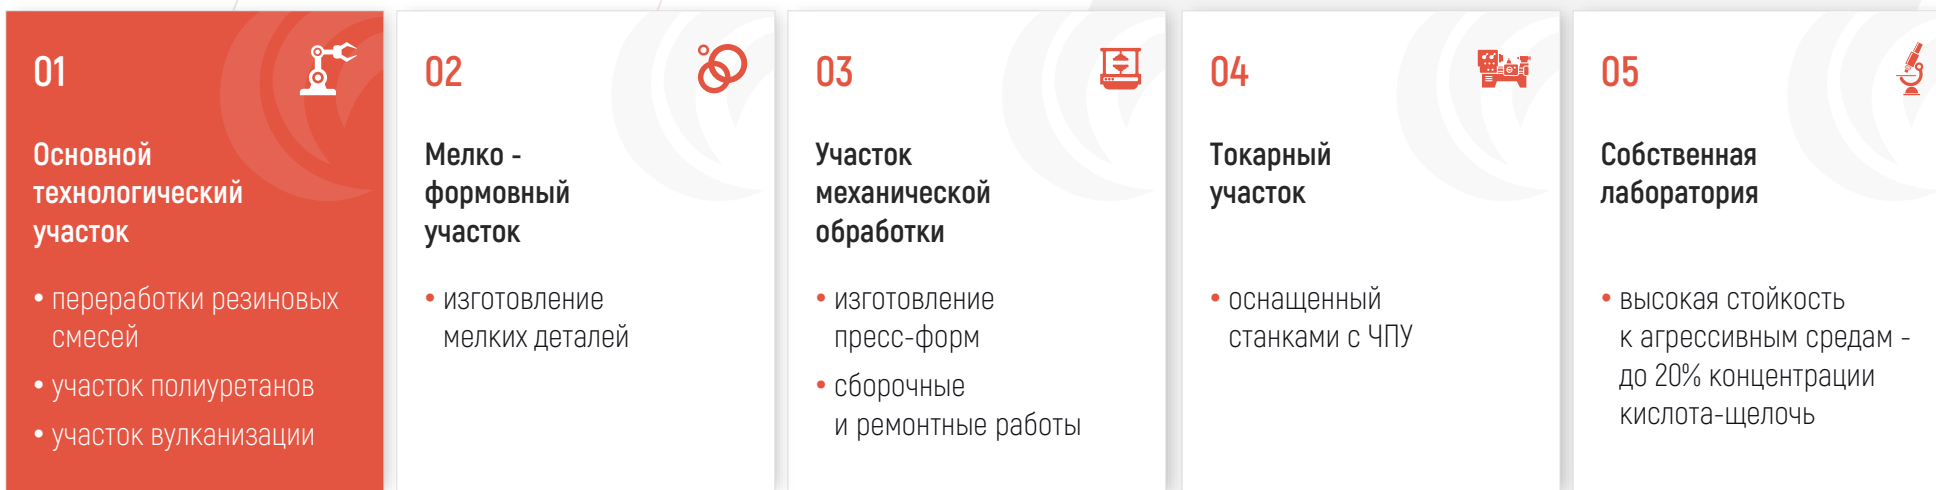 01
Основной
технологический
участок
• переработки резиновых
смесей
• участок полиуретанов
• участок вулканизации
02
Мелко -
формовный
участок
• изготовление
мелких деталей
03
Участок
механической
обработки
• изготовление
пресс-форм
• сборочные
и ремонтные работы
04
Токарный
участок
• оснащенный
станками с ЧПУ
05
Собственная
лаборатория
• высокая стойкость
к агрессивным средам -
до 20% концентрации
кислота-щелочь